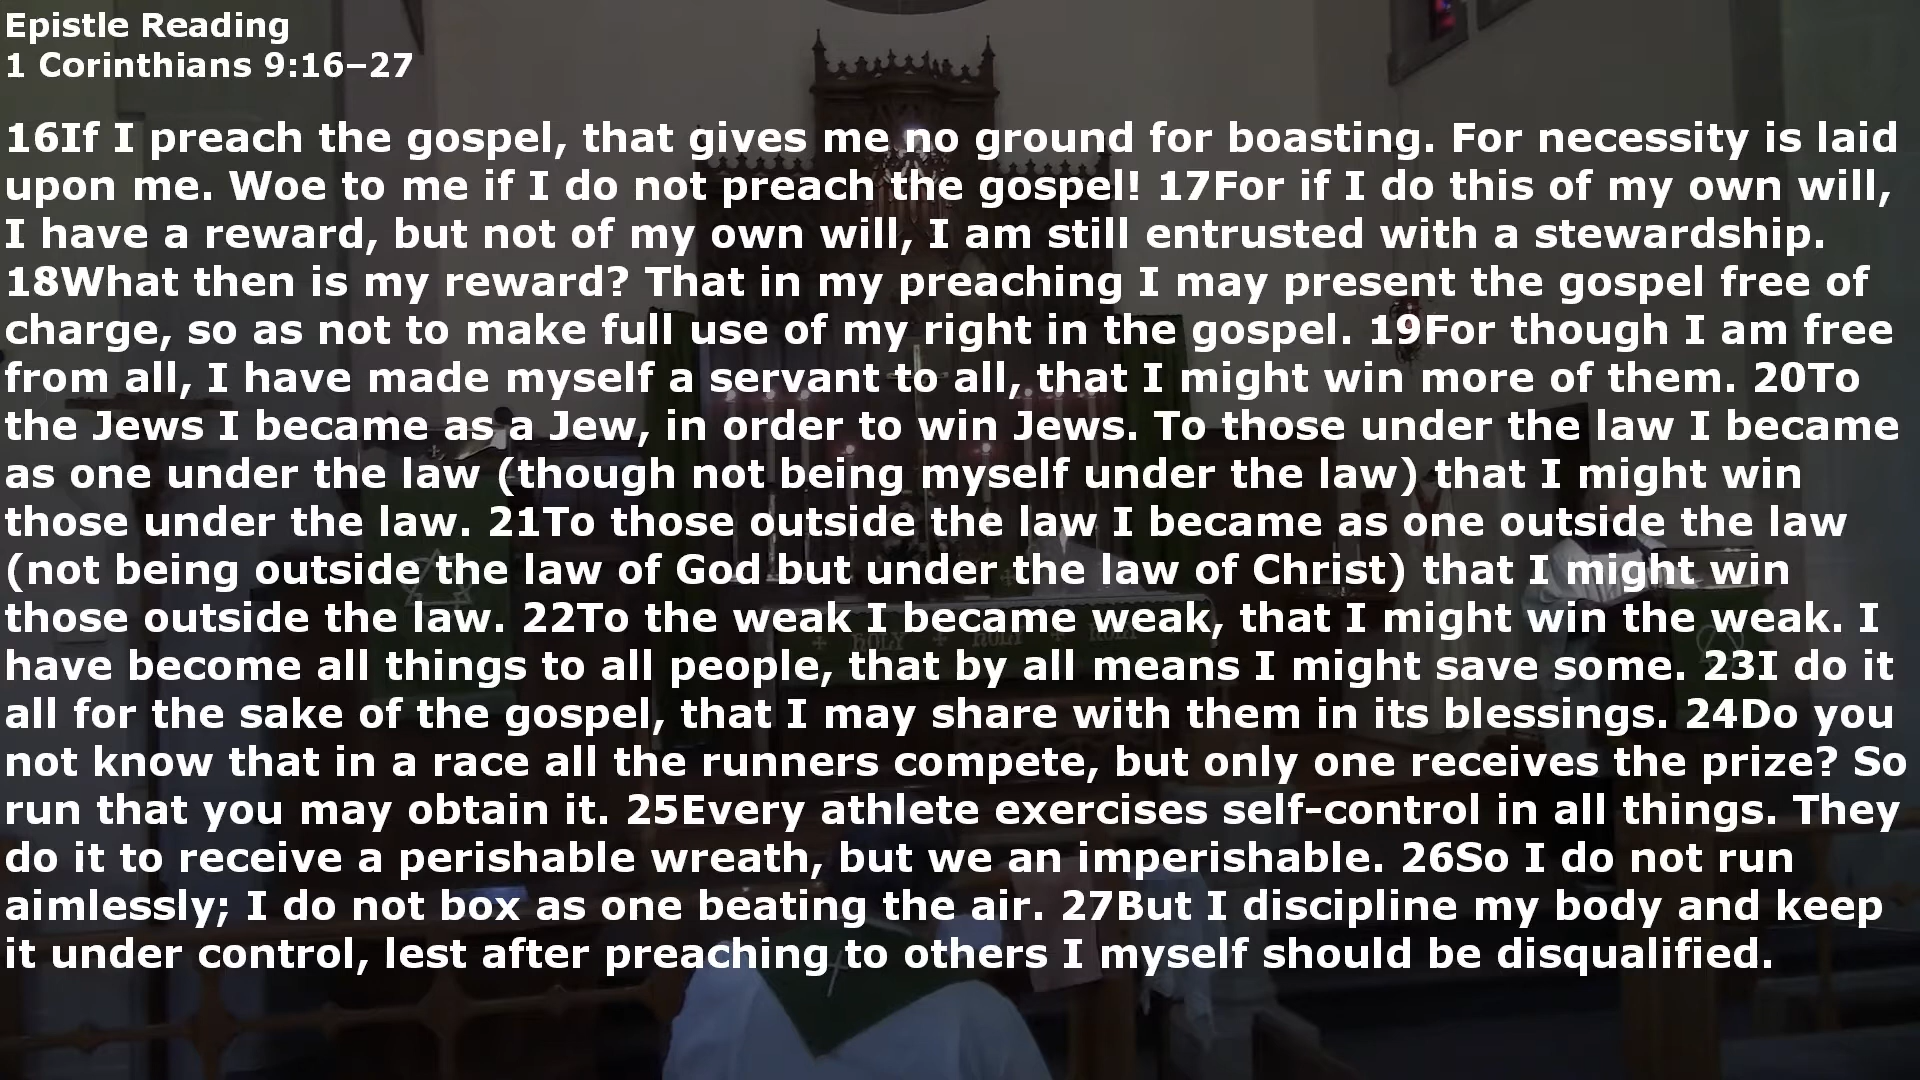 Epistle Reading
1 Corinthians 9:16–27
16If I preach the gospel, that gives me no ground for boasting. For necessity is laid
upon me. Woe to me if I do not preach the gospel! 17For if I do this of my own will,
I have a reward, but not of my own will, I am still entrusted with a stewardship.
18What then is my reward? That in my preaching I may present the gospel free of
charge, so as not to make full use of my right in the gospel. 19For though I am free
from all, I have made myself a servant to all, that I might win more of them. 20To
the Jews I became as a Jew, in order to win Jews. To those under the law I became
as one under the law (though not being myself under the law) that I might win
those under the law. 21To those outside the law I became as one outside the law
(not being outside the law of God but under the law of Christ) that I might win
those outside the law. 22To the weak I became weak, that I might win the weak. I
have become all things to all people, that by all means I might save some. 23I do it
all for the sake of the gospel, that I may share with them in its blessings. 24Do you
not know that in a race all the runners compete, but only one receives the prize? So
run that you may obtain it. 25Every athlete exercises self-control in all things. They
do it to receive a perishable wreath, but we an imperishable. 26So I do not run
aimlessly; I do not box as one beating the air. 27But I discipline my body and keep
it under control, lest after preaching to others I myself should be disqualified.
HOLY HOLY HOLY